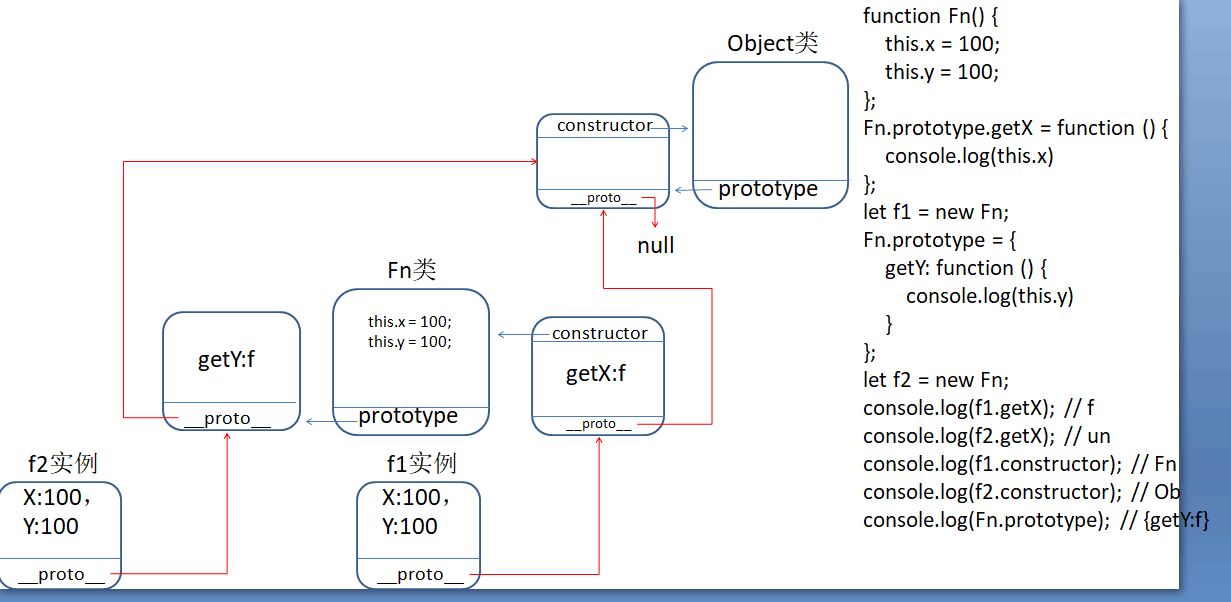 Object类
constructor
__proto__
prototype
null
Fn类
this.x = 100;
this.y = 100;
prototype
getY:f
__proto__
constructor
getX:f
__proto__
f2实例
X:100，
Y:100
__proto__
f1实例
X:100，
Y:100
__proto__
function Fn() {
this.x = 100;
this.y = 100;
};
Fn.prototype.getX = function () {
console.log(this.x)
};
let f1 = new Fn;
Fn.prototype = {
getY: function () {
console.log(this.y)
}
};
let f2 = new Fn;
console.log(f1.getX); // f
console.log(f2.getX); // un
console.log(f1.constructor); // Fn
console.log(f2.constructor); // Ob
console.log(Fn.prototype); // {getY:f}